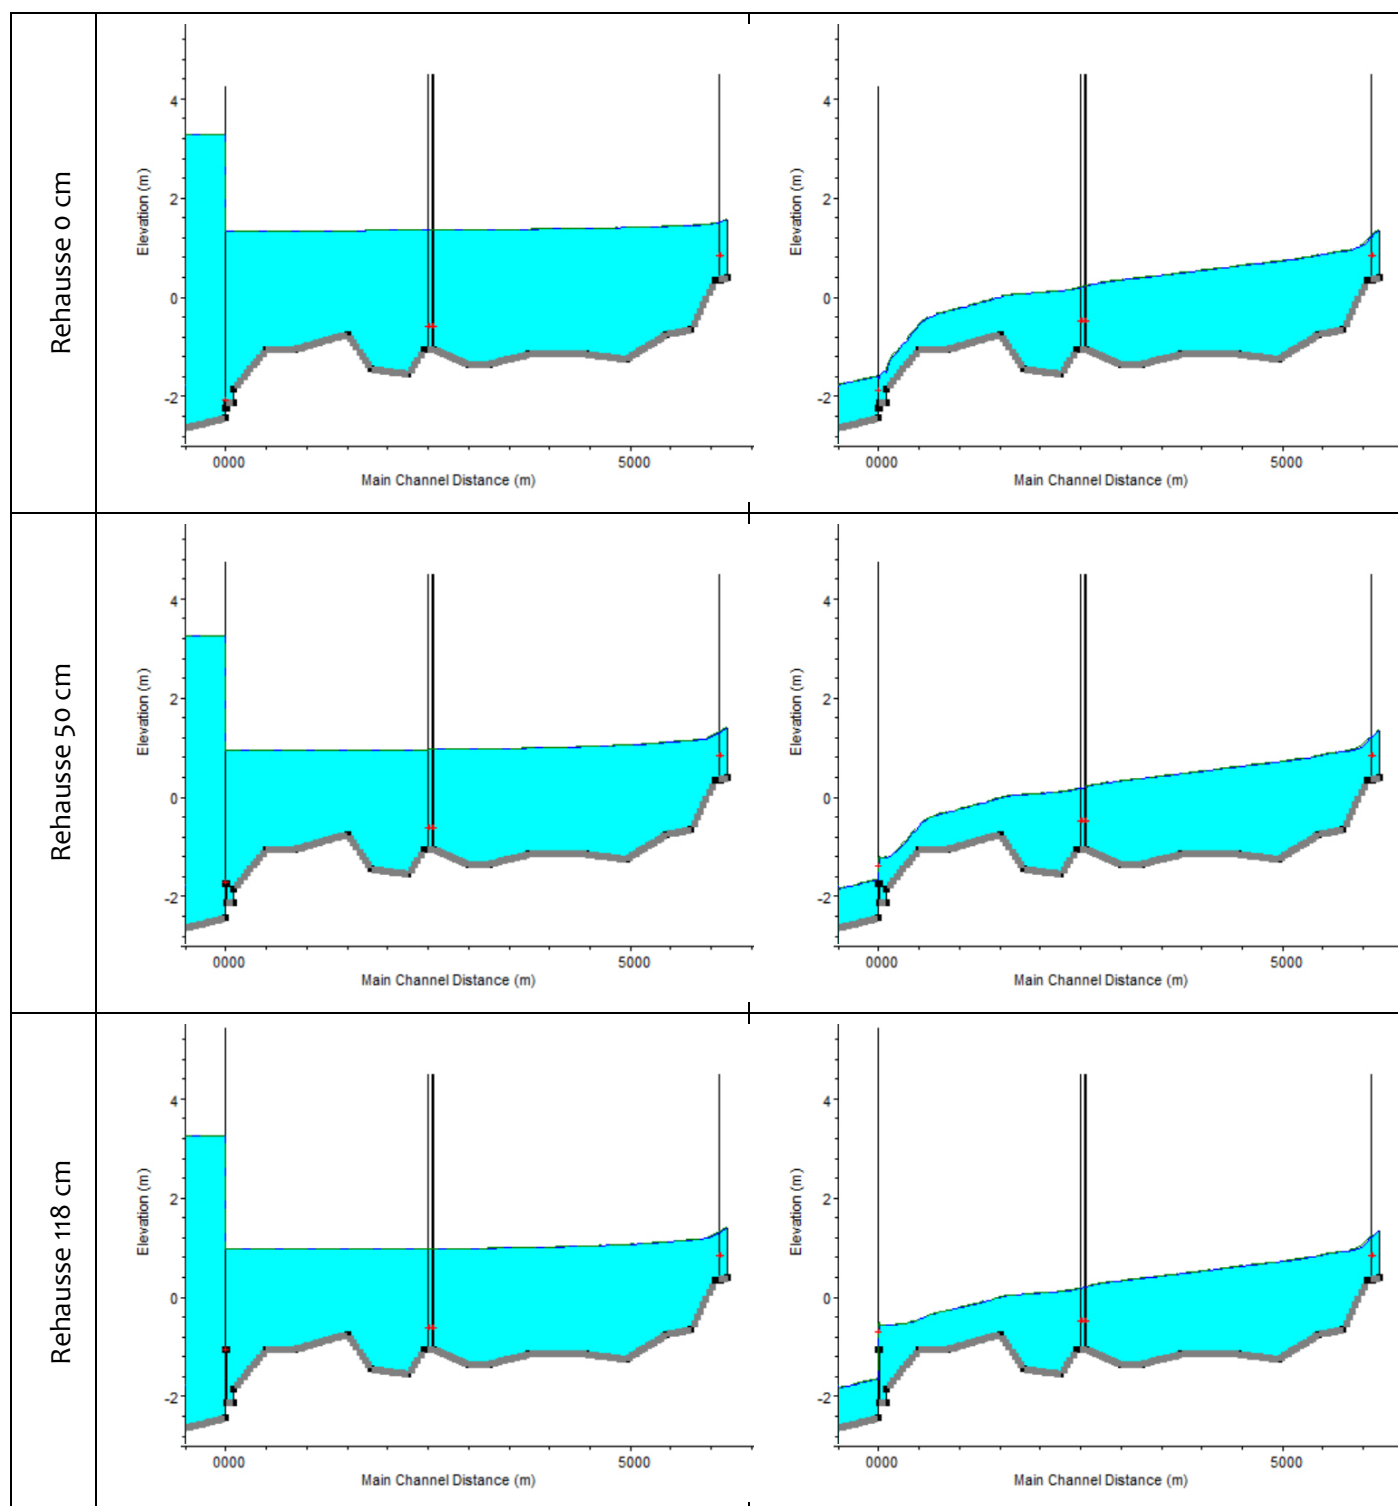 Rehausse 0 cm
Elevation (m)
4
2
0
-2
0000
5000
Main Channel Distance (m)
Elevation (m)
4
2
0
-2
0000
5000
Main Channel Distance (m)
Rehausse 50 cm
Elevation (m)
4
2
0
-2
0000
5000
Main Channel Distance (m)
Elevation (m)
4
2
0
-2
0000
5000
Main Channel Distance (m)
Rehausse 118 cm
Elevation (m)
4
2
0
-2
0000
5000
Main Channel Distance (m)
Elevation (m)
4
2
0
-2
0000
5000
Main Channel Distance (m)